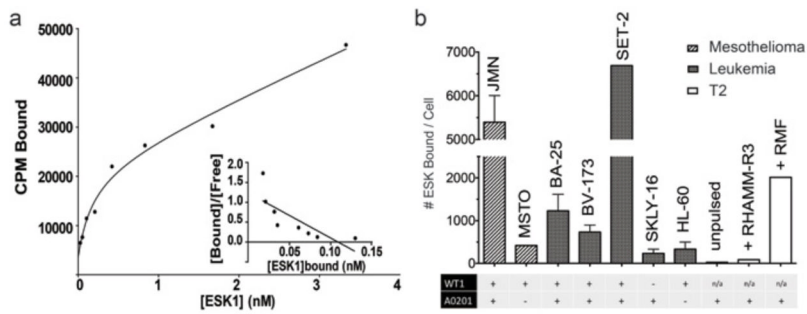 a
CPM Bound
50000
40000
30000
20000
10000
0
1
2
3
4
[ESK1] (nM)
[Bound]/[Free]
2.0
1.5
1.0
0.5
0.0
0.05
0.10
0.15
[ESK1]bound (nM)
b
# ESK Bound / Cell
7000
6000
5000
2000
1000
0
JMN
MSTO
BA-25
BV-173
SET-2
SKLY-16
HL-60
unpulsed
+ RHAMM-R3
+ RMF
Mesothelioma
Leukemia
T2
WT1 + + + + + - + n/a n/a n/a
A0201 + - + + + + - + + +